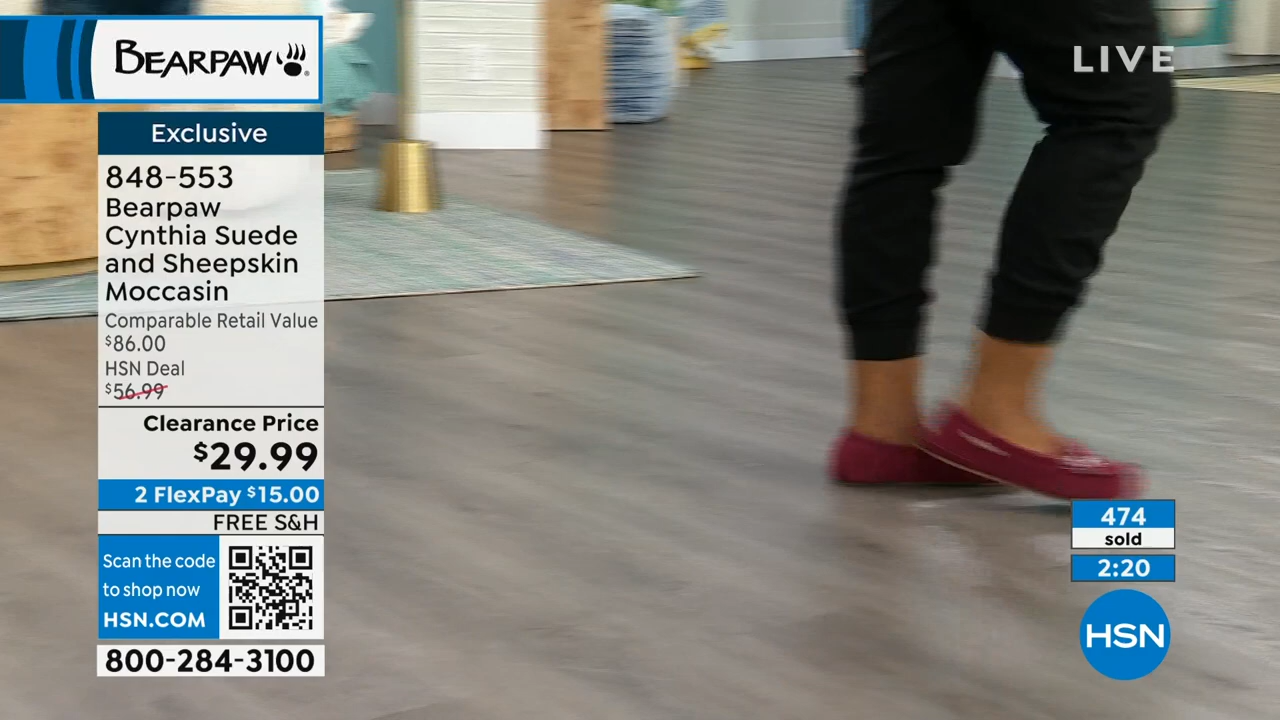 BEARPAW
LIVE
Exclusive
848-553
Bearpaw
Cynthia Suede
and Sheepskin
Moccasin
Comparable Retail Value
$86.00
HSN Deal
$56.99
Clearance Price
$29.99
2 FlexPay $15.00
FREE S&H
Scan the code
to shop now
HSN.COM
800-284-3100
474
sold
2:20
HSN